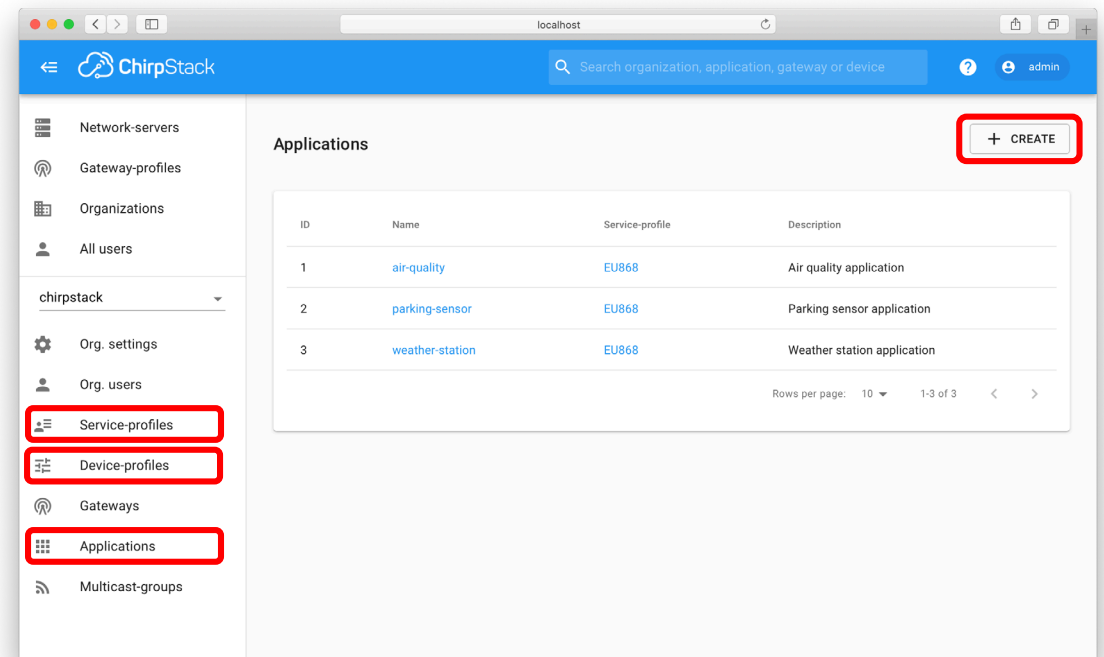 localhost
ChirpStack
Search organization, application, gateway or device
admin
Network-servers
Gateway-profiles
Organizations
All users
chirpstack
Org. settings
Org. users
Service-profiles
Device-profiles
Gateways
Applications
Multicast-groups
Applications
CREATE
ID Name Service-profile Description
1 air-quality EU868 Air quality application
2 parking-sensor EU868 Parking sensor application
3 weather-station EU868 Weather station application
Rows per page: 10 1-3 of 3